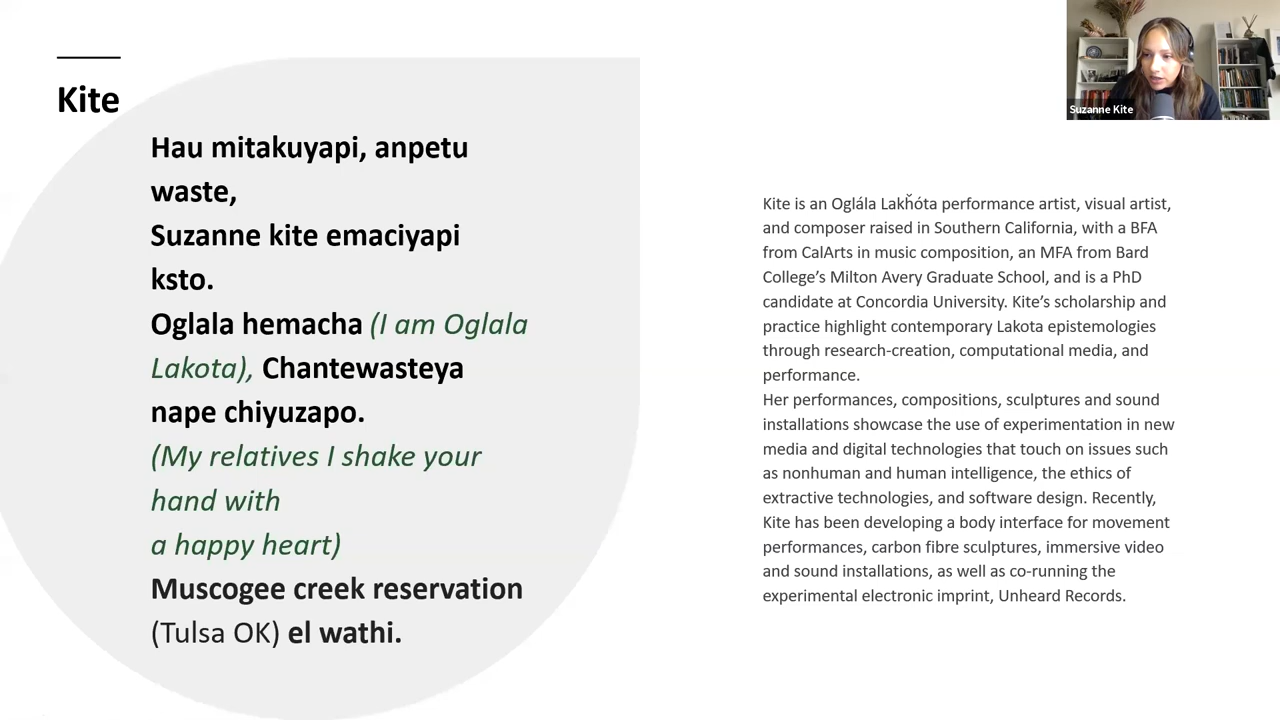 Kite
Hau mitakuyapi, anpetu
waste,
Suzanne kite emaciyapi
ksto.
Oglala hemacha (I am Oglala
Lakota), Chantewasteya
nape chiyuzapo.
(My relatives I shake your
hand with
a happy heart)
Muscogee creek reservation
(Tulsa OK) el wathi.
Kite is an Oglála Lakȟóta performance artist, visual artist,
and composer raised in Southern California, with a BFA
from CalArts in music composition, an MFA from Bard
College’s Milton Avery Graduate School, and is a PhD
candidate at Concordia University. Kite’s scholarship and
practice highlight contemporary Lakota epistemologies
through research-creation, computational media, and
performance.
Her performances, compositions, sculptures and sound
installations showcase the use of experimentation in new
media and digital technologies that touch on issues such
as nonhuman and human intelligence, the ethics of
extractive technologies, and software design. Recently,
Kite has been developing a body interface for movement
performances, carbon fibre sculptures, immersive video
and sound installations, as well as co-running the
experimental electronic imprint, Unheard Records.
Suzanne Kite